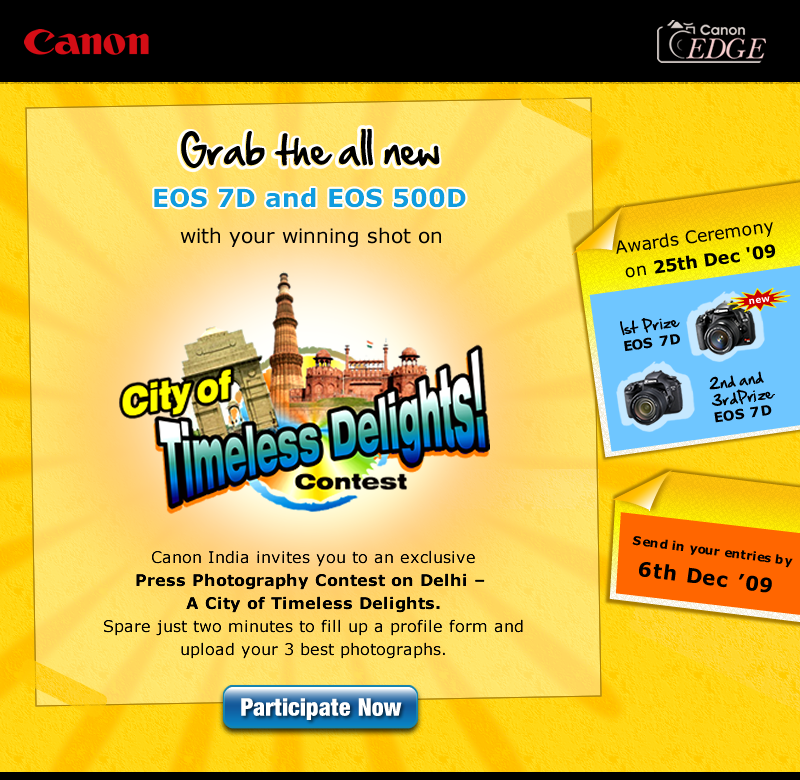 Canon
Canon
EDGE
Grab the all new
EOS 7D and EOS 500D
with your winning shot on
City of
Timeless Delights!
Contest
Canon India invites you to an exclusive
Press Photography Contest on Delhi –
A City of Timeless Delights.
Spare just two minutes to fill up a profile form and
upload your 3 best photographs.
Participate Now
Awards Ceremony
on 25th Dec '09
new
1st Prize
EOS 7D
2nd and
3rdPrize
EOS 7D
Send in your entries by
6th Dec ’09